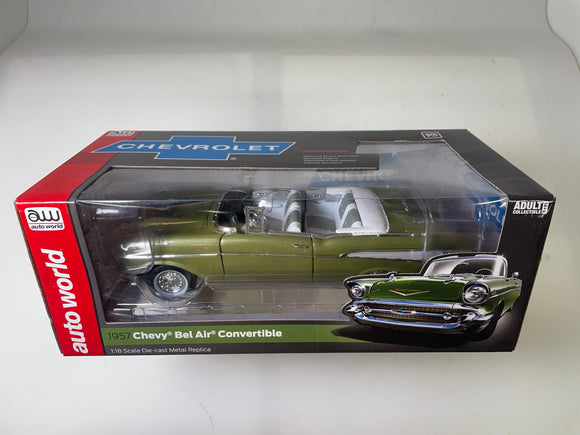 CHEVROLET
ADULT
COLLECTIBLE
aw
auto world
auto world
1957 Chevy® Bel Air® Convertible
1:18 Scale Die-cast Metal Replica